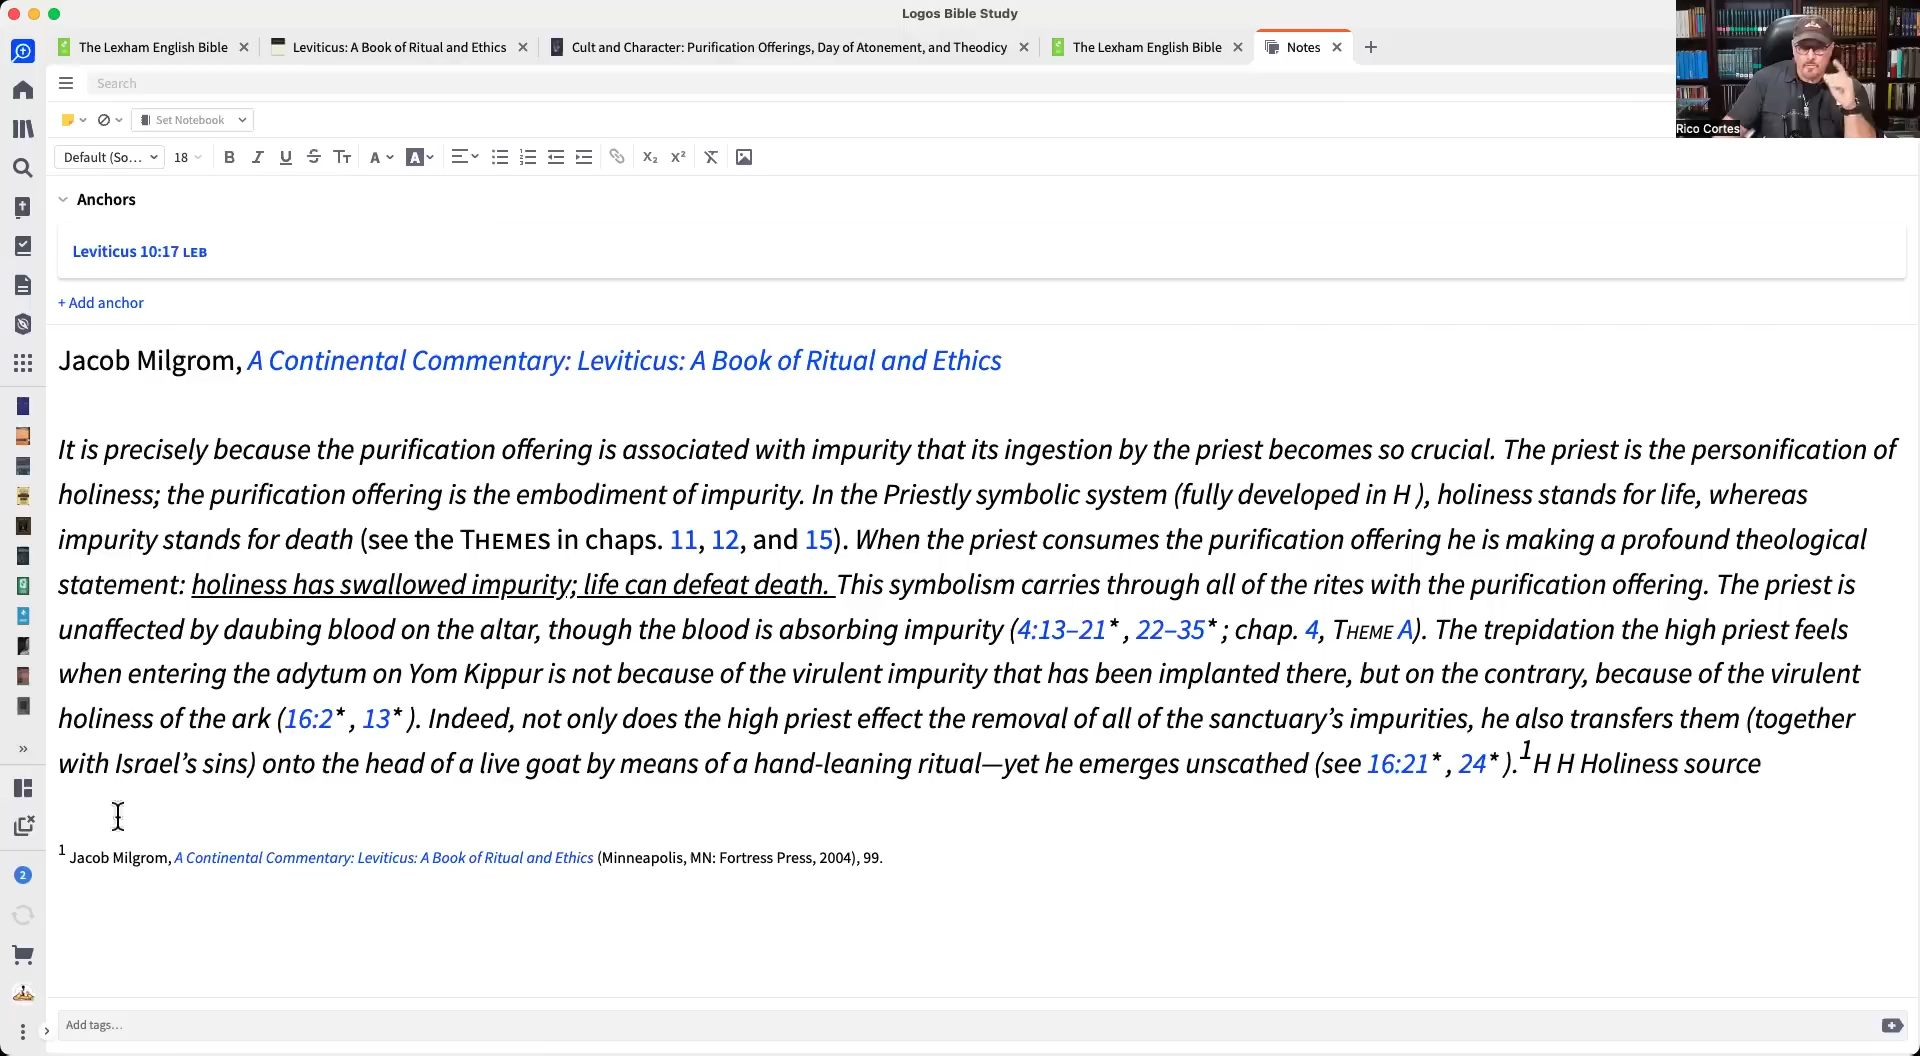 Logos Bible Study
The Lexham English Bible
Leviticus: A Book of Ritual and Ethics
Cult and Character: Purification Offerings, Day of Atonement, and Theodicy
The Lexham English Bible
Notes
Search
Rico Cortes
Set Notebook
Default (So... 18 B I U S Tт A A X₂ X²
Anchors
Leviticus 10:17 LEB
+ Add anchor
Jacob Milgrom, A Continental Commentary: Leviticus: A Book of Ritual and Ethics
It is precisely because the purification offering is associated with impurity that its ingestion by the priest becomes so crucial. The priest is the personification of
holiness; the purification offering is the embodiment of impurity. In the Priestly symbolic system (fully developed in H ), holiness stands for life, whereas
impurity stands for death (see the THEMES in chaps. 11, 12, and 15). When the priest consumes the purification offering he is making a profound theological
statement: holiness has swallowed impurity; life can defeat death. This symbolism carries through all of the rites with the purification offering. The priest is
unaffected by daubing blood on the altar, though the blood is absorbing impurity (4:13–21* , 22–35* ; chap. 4, THEME A). The trepidation the high priest feels
when entering the adytum on Yom Kippur is not because of the virulent impurity that has been implanted there, but on the contrary, because of the virulent
holiness of the ark (16:2* , 13* ). Indeed, not only does the high priest effect the removal of all of the sanctuary’s impurities, he also transfers them (together
with Israel’s sins) onto the head of a live goat by means of a hand-leaning ritual—yet he emerges unscathed (see 16:21* , 24* ).¹H H Holiness source
¹ Jacob Milgrom, A Continental Commentary: Leviticus: A Book of Ritual and Ethics (Minneapolis, MN: Fortress Press, 2004), 99.
2
Add tags...